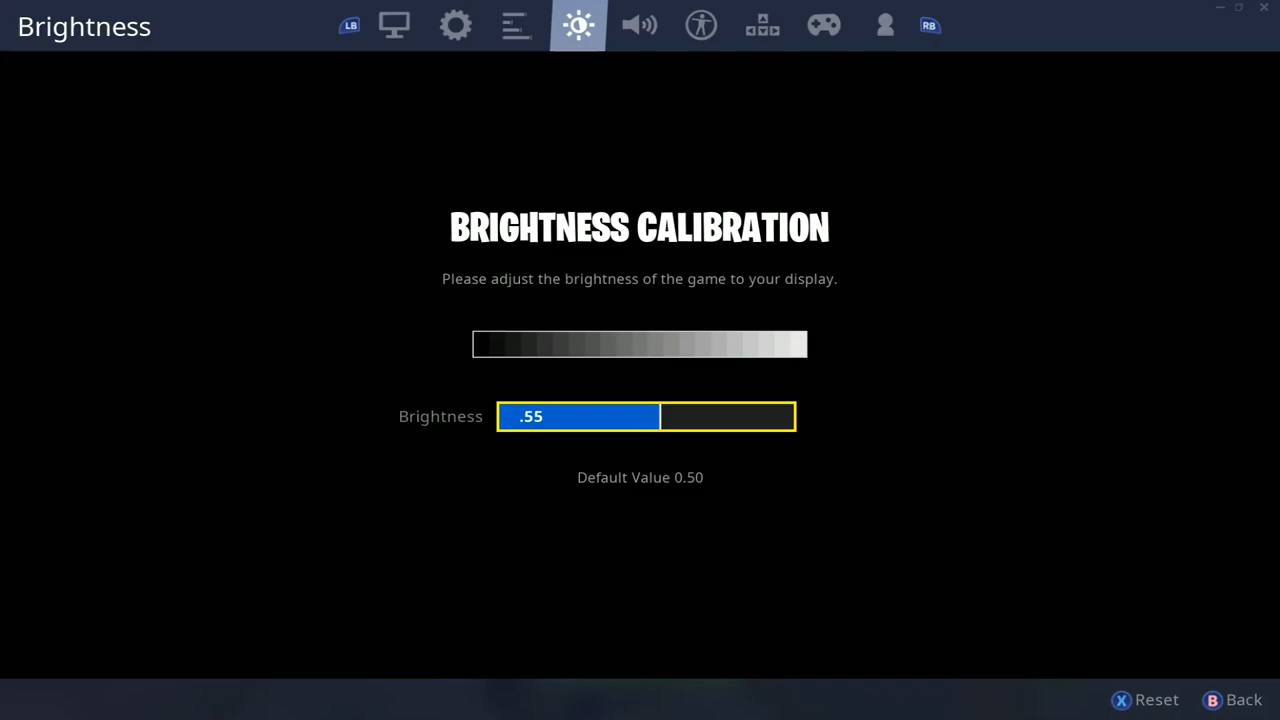 Brightness
LB
RB
BRIGHTNESS CALIBRATION
Please adjust the brightness of the game to your display.
Brightness .55
Default Value 0.50
X Reset B Back